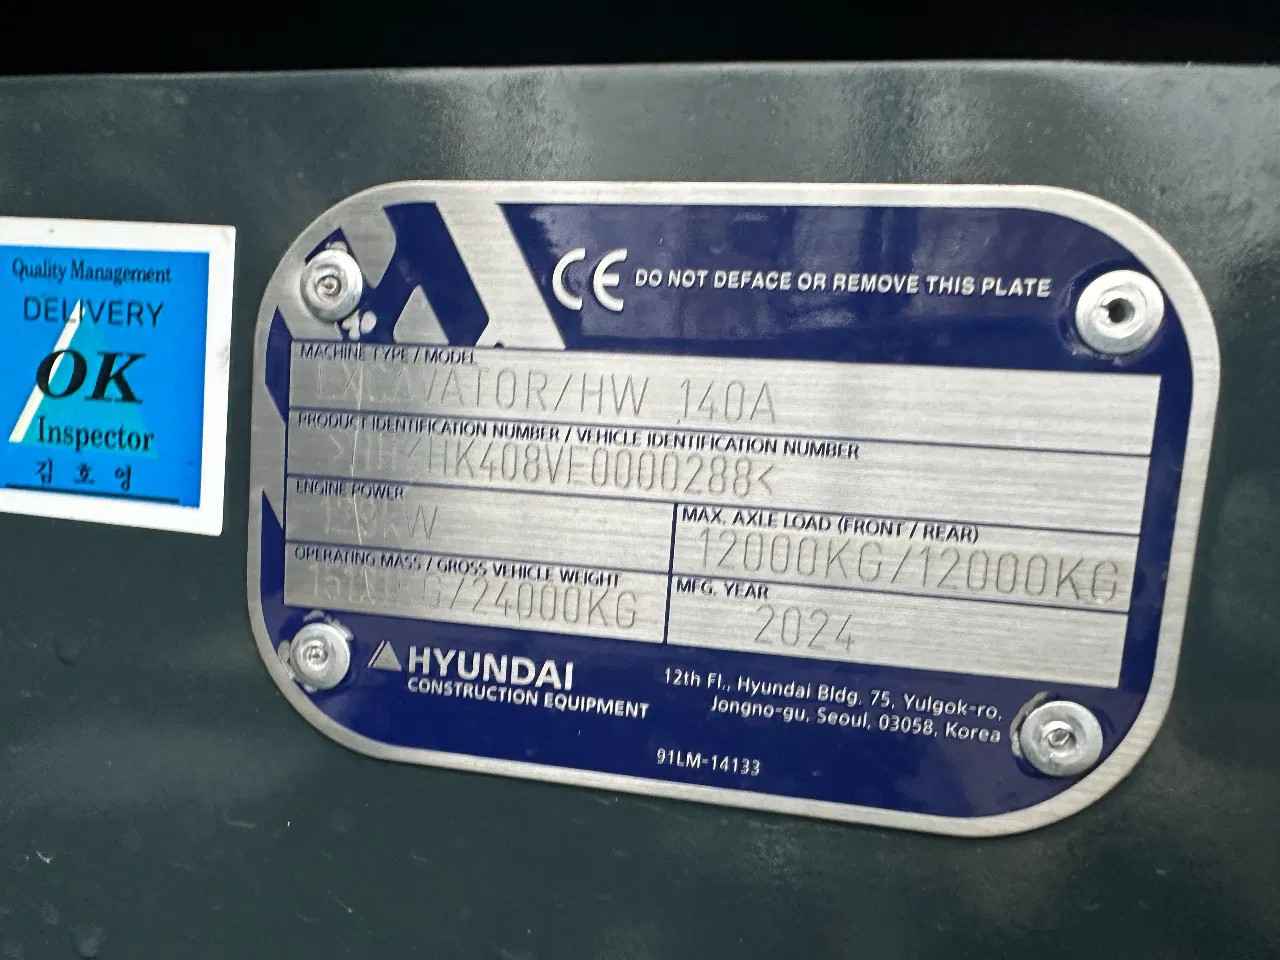 Quality Management
DELIVERY
OK
Inspector
김 호 영
CE DO NOT DEFACE OR REMOVE THIS PLATE
MACHINE TYPE / MODEL
EXCAVATOR/HW 140A
PRODUCT IDENTIFICATION NUMBER / VEHICLE IDENTIFICATION NUMBER
ENGINE POWER
MAX. AXLE LOAD (FRONT / REAR)
12000KG/12000KG
OPERATING MASS / GROSS VEHICLE WEIGHT
/24000KG
MFG. YEAR
2024
HYUNDAI
CONSTRUCTION EQUIPMENT
12th Fl., Hyundai Bldg. 75, Yulgok-ro,
Jongno-gu, Seoul, 03058, Korea
91LM-14133